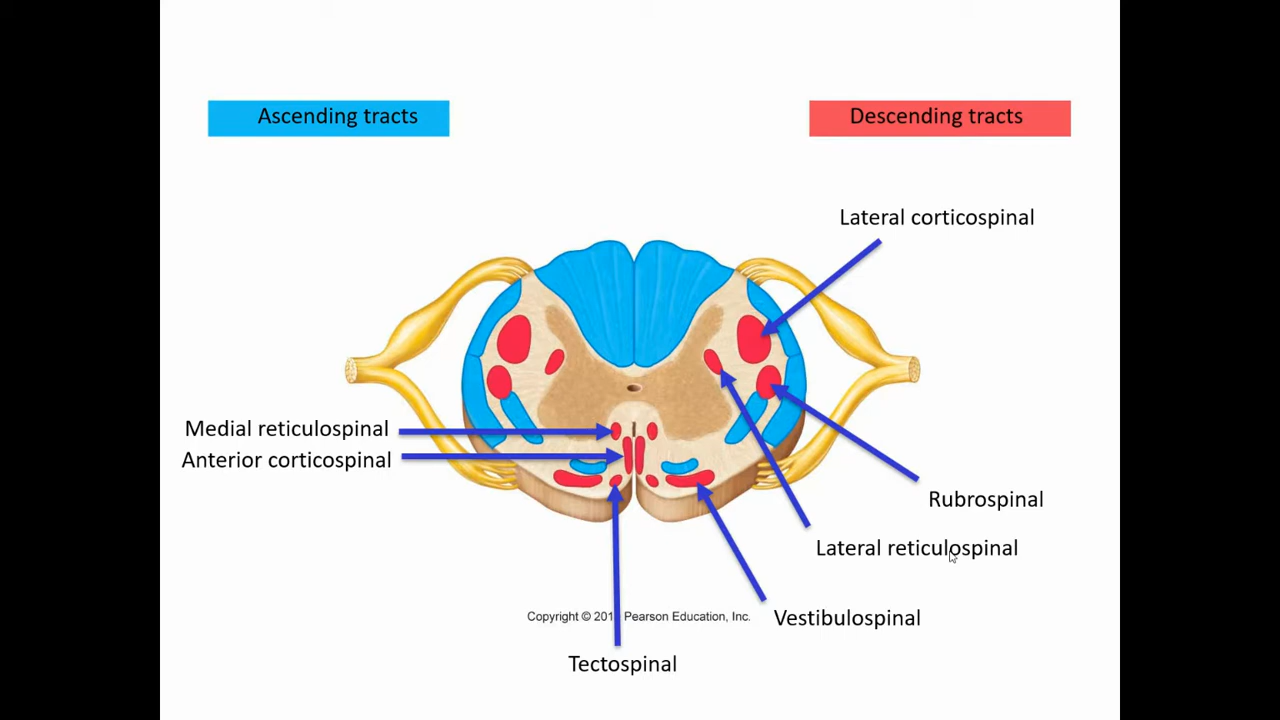 Ascending tracts
Descending tracts
Lateral corticospinal
Medial reticulospinal
Anterior corticospinal
Rubrospinal
Lateral reticulospinal
Copyright © 201 Pearson Education, Inc.
Vestibulospinal
Tectospinal